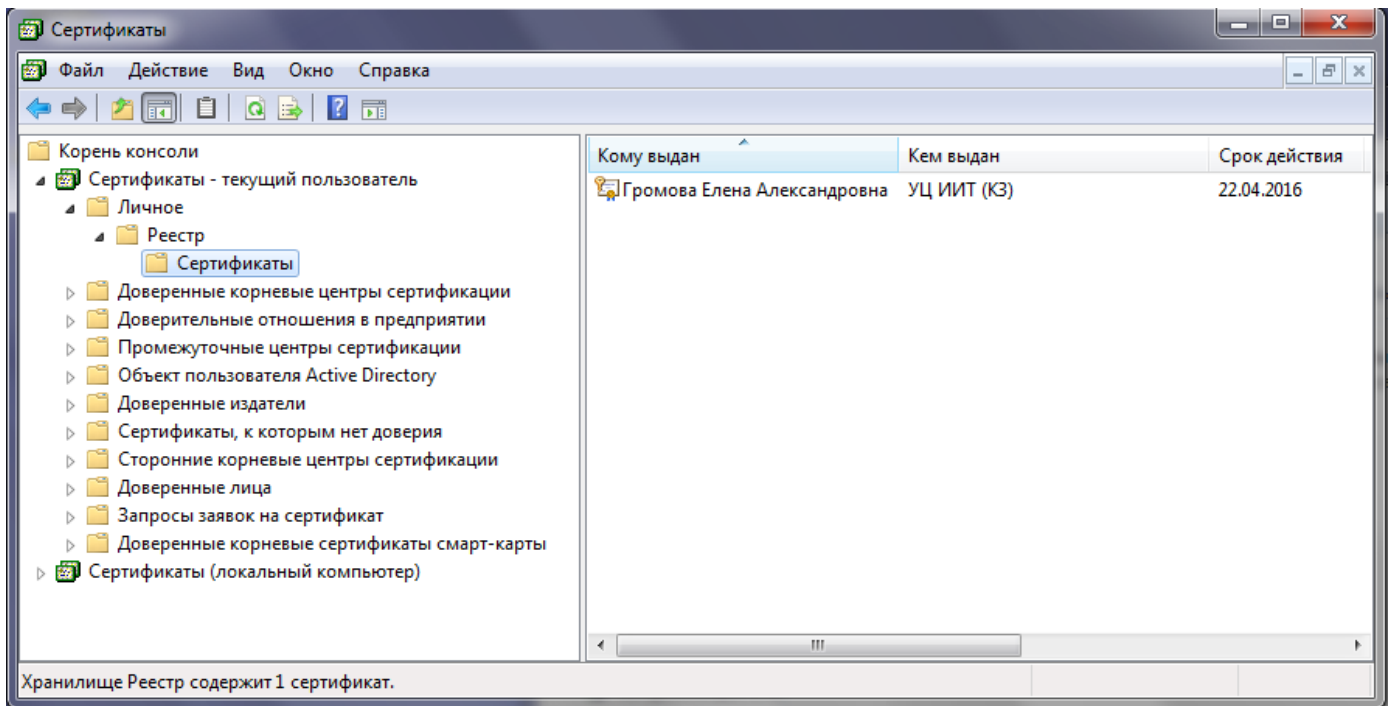 Сертификаты
Файл Действие Вид Окно Справка
Корень консоли
Сертификаты - текущий пользователь
Личное
Реестр
Сертификаты
Доверенные корневые центры сертификации
Доверительные отношения в предприятии
Промежуточные центры сертификации
Объект пользователя Active Directory
Доверенные издатели
Сертификаты, к которым нет доверия
Сторонние корневые центры сертификации
Доверенные лица
Запросы заявок на сертификат
Доверенные корневые сертификаты смарт-карты
Сертификаты (локальный компьютер)
Кому выдан Кем выдан Срок действия
Громова Елена Александровна УЦ ИИТ (К3) 22.04.2016
Хранилище Реестр содержит 1 сертификат.